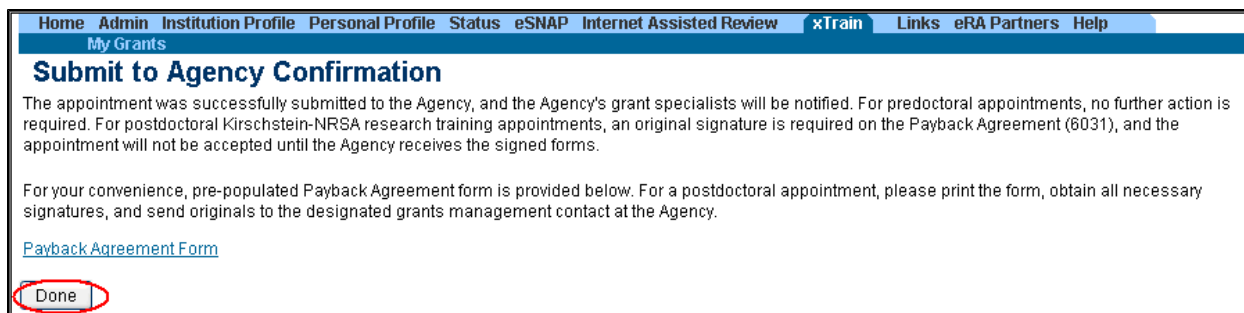 Home Admin Institution Profile Personal Profile Status eSNAP Internet Assisted Review xTrain Links eRA Partners Help
My Grants
Submit to Agency Confirmation
The appointment was successfully submitted to the Agency, and the Agency's grant specialists will be notified. For predoctoral appointments, no further action is
required. For postdoctoral Kirschstein-NRSA research training appointments, an original signature is required on the Payback Agreement (6031), and the
appointment will not be accepted until the Agency receives the signed forms.
For your convenience, pre-populated Payback Agreement form is provided below. For a postdoctoral appointment, please print the form, obtain all necessary
signatures, and send originals to the designated grants management contact at the Agency.
Payback Agreement Form
Done